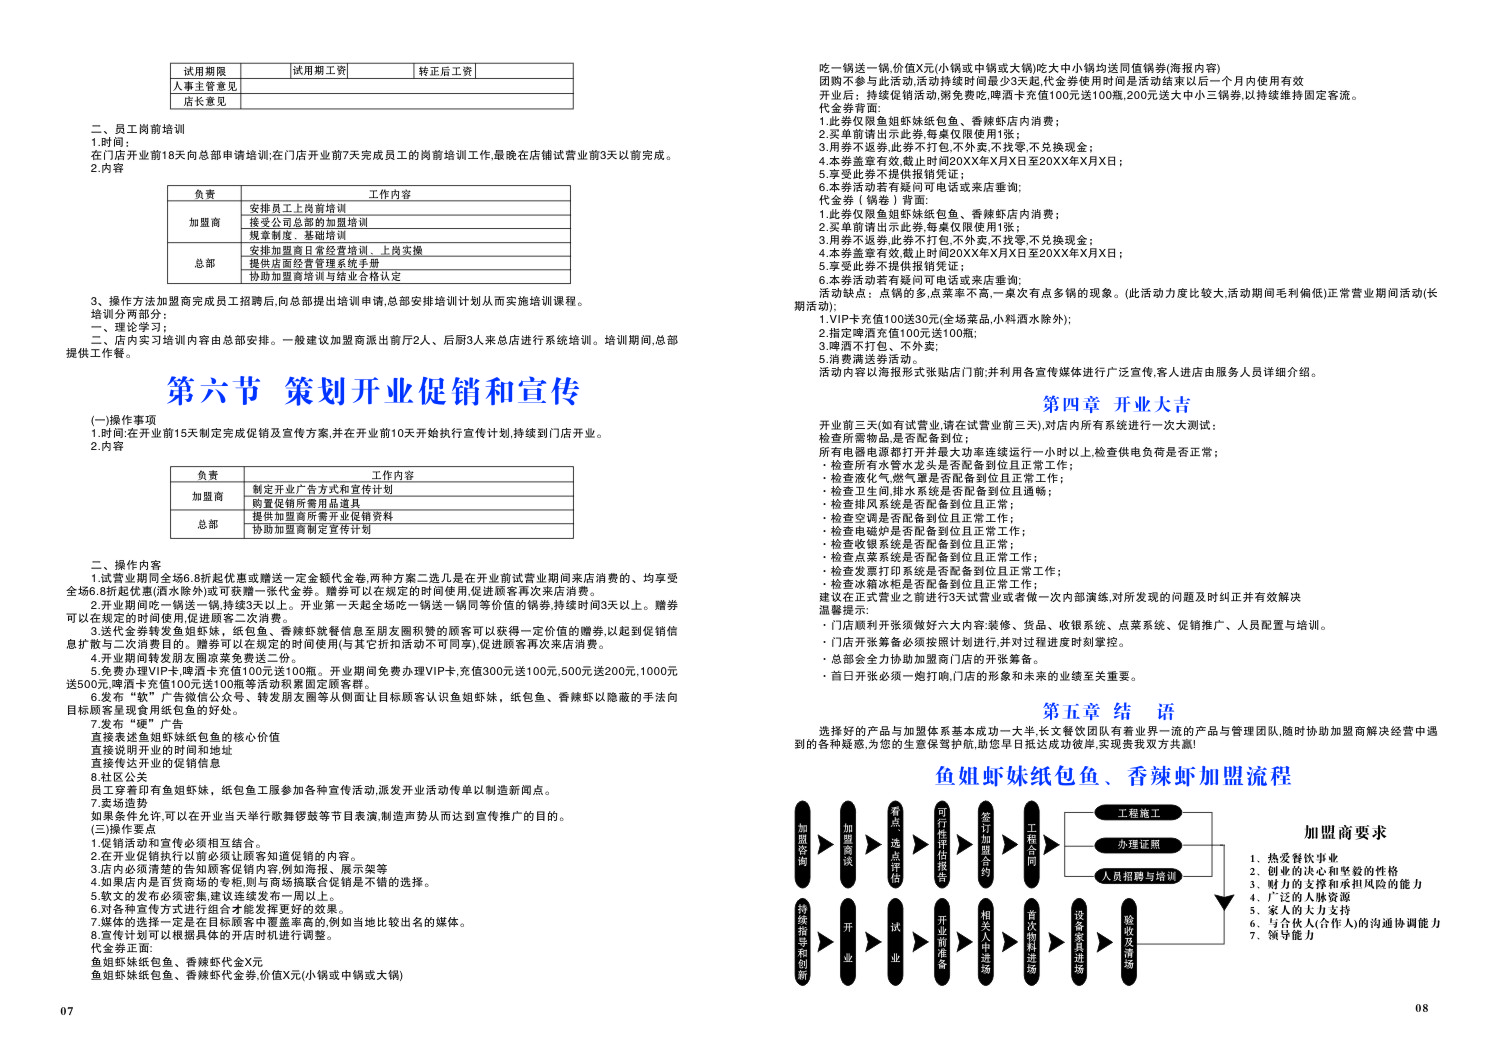 试用期限 试用期工资 转正后工资
人事主管意见
店长意见
二、员工岗前培训
1.时间：
在门店开业前18天向总部申请培训;在门店开业前7天完成员工的岗前培训工作,最晚在店铺试营业前3天以前完成。
2.内容
负责 工作内容
加盟商
安排员工上岗前培训
接受公司总部的加盟培训
规章制度、基础培训
总部
安排加盟商日常经营培训、上岗实操
提供店面经营管理系统手册
协助加盟商培训与结业合格认定
3、操作方法加盟商完成员工招聘后,向总部提出培训申请,总部安排培训计划从而实施培训课程。
培训分两部分：
一、理论学习；
二、店内实习培训内容由总部安排。一般建议加盟商派出前厅2人、后厨3人来总店进行系统培训。培训期间,总部
提供工作餐。
第六节 策划开业促销和宣传
(一)操作事项
1.时间:在开业前15天制定完成促销及宣传方案,并在开业前10天开始执行宣传计划,持续到门店开业。
2.内容
负责 工作内容
加盟商
制定开业广告方式和宣传计划
购置促销所需用品道具
总部
提供加盟商所需开业促销资料
协助加盟商制定宣传计划
二、操作内客
1.试营业期同全场6.8折起优惠或赠送一定金额代金卷,两种方案二选几是在开业前试营业期间来店消费的、均享受
全场6.8折起优惠(酒水除外)或可获赠一张代金券。赠券可以在规定的时间使用,促进顾客再次来店消费。
2.开业期间吃一锅送一锅,持续3天以上。开业第一天起全场吃一锅送一锅同等价值的锅券,持续时间3天以上。赠券
可以在规定的时间使用,促进顾客二次消费。
3.送代金券转发鱼姐虾妹，纸包鱼、香辣虾就餐信息至朋友圈积赞的顾客可以获得一定价值的赠券,以起到促销信
息扩散与二次消费目的。赠券可以在规定的时间使用(与其它折扣活动不可同享),促进顾客再次来店消费。
4.开业期间转发朋友圈凉菜免费送二份。
5.免费办理VIP卡,啤酒卡充值100元送100瓶。开业期间免费办理VIP卡,充值300元送100元,500元送200元,1000元
送500元,啤酒卡充值100元送100瓶等活动积累固定顾客群。
6.发布“软”广告微信公众号、转发朋友圈等从侧面让目标顾客认识鱼姐虾妹，纸包鱼、香辣虾以隐蔽的手法向
目标顾客呈现食用纸包鱼的好处。
7.发布“硬”广告
直接表述鱼姐虾妹纸包鱼的核心价值
直接说明开业的时间和地址
直接传达开业的促销信息
8.社区公关
员工穿着印有鱼姐虾妹，纸包鱼工服参加各种宣传活动,派发开业活动传单以制造新闻点。
7.卖场造势
如果条件允许,可以在开业当天举行歌舞锣鼓等节目表演,制造声势从而达到宣传推广的目的。
(三)操作要点
1.促销活动和宣传必须相互结合。
2.在开业促销执行以前必须让顾客知道促销的内容。
3.店内必须清楚的告知顾客促销内容,例如海报、展示架等
4.如果店内是百货商场的专柜,则与商场搞联合促销是不错的选择。
5.软文的发布必须密集,建议连续发布一周以上。
6.对各种宣传方式进行组合才能发挥更好的效果。
7.媒体的选择一定是在目标顾客中覆盖率高的,例如当地比较出名的媒体。
8.宣传计划可以根据具体的开店时机进行调整。
代金券正面:
鱼姐虾妹纸包鱼、香辣虾代金X元
鱼姐虾妹纸包鱼、香辣虾代金券,价值X元(小锅或中锅或大锅)
07
吃一锅送一锅,价值X元(小锅或中锅或大锅)吃大中小锅均送同值锅券(海报内容)
团购不参与此活动,活动持续时间最少3天起,代金券使用时间是活动结束以后一个月内使用有效
开业后：持续促销活动,粥免费吃,啤酒卡充值100元送100瓶,200元送大中小三锅券,以持续维持固定客流。
代金券背面:
1.此券仅限鱼姐虾妹纸包鱼、香辣虾店内消费；
2.买单前请出示此券,每桌仅限使用1张；
3.用券不返券,此券不打包,不外卖,不找零,不兑换现金；
4.本券盖章有效,截止时间20XX年X月X日至20XX年X月X日；
5.享受此券不提供报销凭证；
6.本券活动若有疑问可电话或来店垂询;
代金券（锅卷）背面:
1.此券仅限鱼姐虾妹纸包鱼、香辣虾店内消费；
2.买单前请出示此券,每桌仅限使用1张；
3.用券不返券,此券不打包,不外卖,不找零,不兑换现金；
4.本券盖章有效,截止时间20XX年X月X日至20XX年X月X日；
5.享受此券不提供报销凭证；
6.本券活动若有疑问可电话或来店垂询;
活动缺点：点锅的多,点菜率不高,一桌次有点多锅的现象。(此活动力度比较大,活动期间毛利偏低)正常营业期间活动(长
期活动);
1.VIP卡充值100送30元(全场菜品,小料酒水除外);
2.指定啤酒充值100元送100瓶;
3.啤酒不打包、不外卖;
5.消费满送券活动。
活动内容以海报形式张贴店门前;并利用各宣传媒体进行广泛宣传,客人进店由服务人员详细介绍。
第四章 开业大吉
开业前三天(如有试营业,请在试营业前三天),对店内所有系统进行一次大测试；
检查所需物品,是否配备到位；
所有电器电源都打开并最大功率连续运行一小时以上,检查供电负荷是否正常；
·检查所有水管水龙头是否配备到位且正常工作；
·检查液化气,燃气罩是否配备到位且正常工作；
·检查卫生间,排水系统是否配备到位且通畅；
·检查排风系统是否配备到位且正常；
·检查空调是否配备到位且正常工作；
·检查电磁炉是否配备到位且正常工作；
·检查收银系统是否配备到位且正常；
·检查点菜系统是否配备到位且正常工作；
·检查发票打印系统是否配备到位且正常工作；
·检查冰箱冰柜是否配备到位且正常工作；
建议在正式营业之前进行3天试营业或者做一次内部演练,对所发现的问题及时纠正并有效解决
温馨提示:
·门店顺利开张须做好六大内容:装修、货品、收银系统、点菜系统、促销推广、人员配置与培训。
·门店开张筹备必须按照计划进行,并对过程进度时刻掌控。
·总部会全力协助加盟商门店的开张筹备。
·首日开张必须一炮打响,门店的形象和未来的业绩至关重要。
第五章 结 语
选择好的产品与加盟体系基本成功一大半,长文餐饮团队有着业界一流的产品与管理团队,随时协助加盟商解决经营中遇
到的各种疑惑,为您的生意保驾护航,助您早日抵达成功彼岸,实现贵我双方共赢!
鱼姐虾妹纸包鱼、香辣虾加盟流程
加盟咨询
加盟商谈
看点、选点评估
可行性评估报告
签订加盟合约
工程合同
工程施工
办理证照
人员招聘与培训
持续指导和创新
开业
试业
开业前准备
相关人中进场
首次物料进场
设备家具进场
验收及清场
加盟商要求
1、热爱餐饮事业
2、创业的决心和坚毅的性格
3、财力的支撑和承担风险的能力
4、广泛的人脉资源
5、家人的大力支持
6、与合伙人(合作人)的沟通协调能力
7、领导能力
08